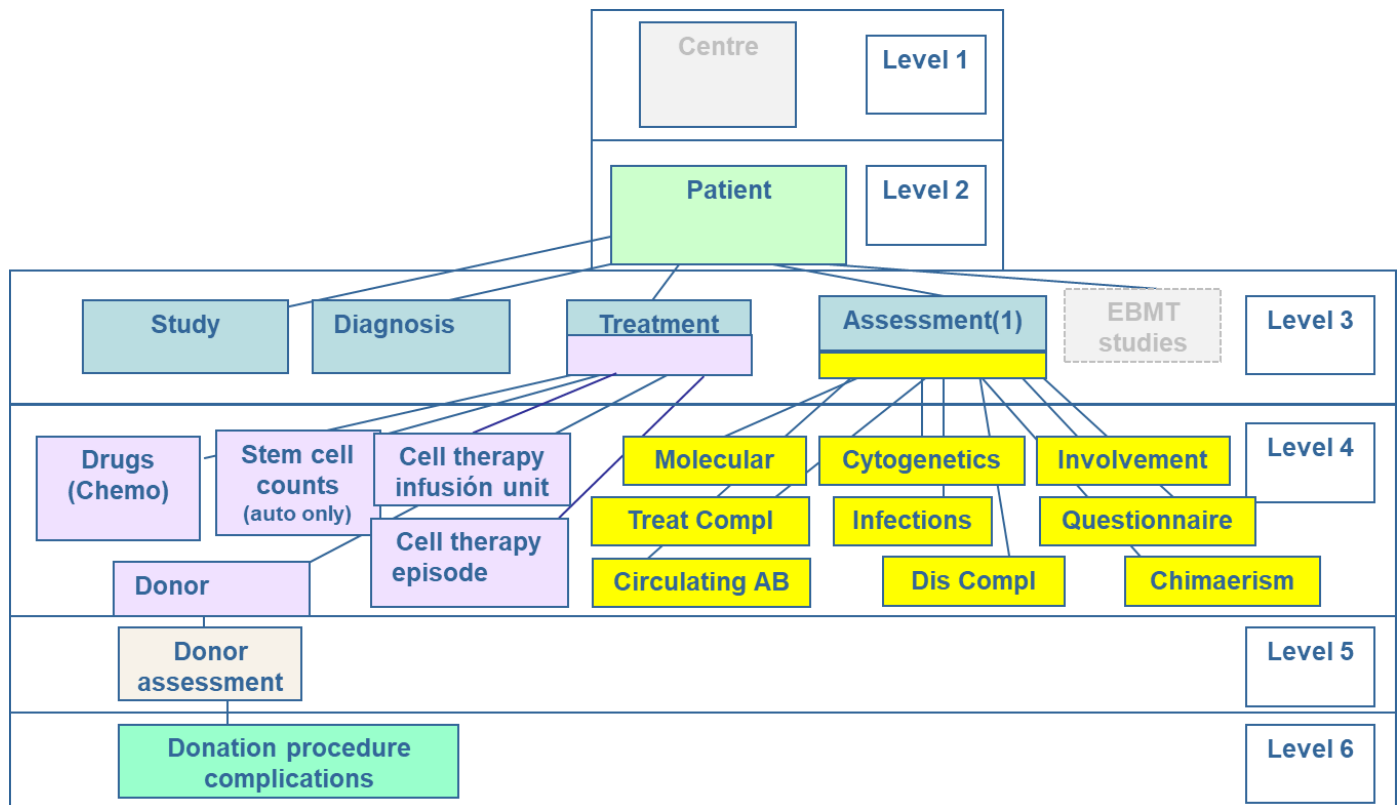 Centre
Level 1
Patient
Level 2
Study
Diagnosis
Treatment
Assessment(1)
EBMT
studies
Level 3
Drugs
(Chemo)
Stem cell
counts
(auto only)
Cell therapy
infusión unit
Cell therapy
episode
Donor
Molecular
Cytogenetics
Involvement
Treat Compl
Infections
Questionnaire
Circulating AB
Dis Compl
Chimaerism
Level 4
Donor
assessment
Level 5
Donation procedure
complications
Level 6